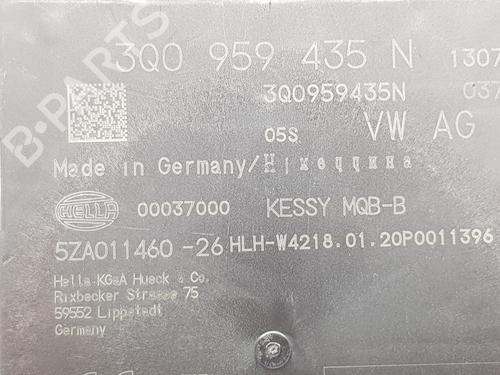 3Q0 959 435 N 1307
3Q0959435N 037
05S VW AG
Made in Germany/Німеччина
HELLA 00037000 KESSY MQB-B
5ZA011460-26 HLH-W4218.01.20P0011396
Hella KGaA Hueck & Co.
Rixbecker Strasse 75
59552 Lippstadt
Germany
B-PARTS